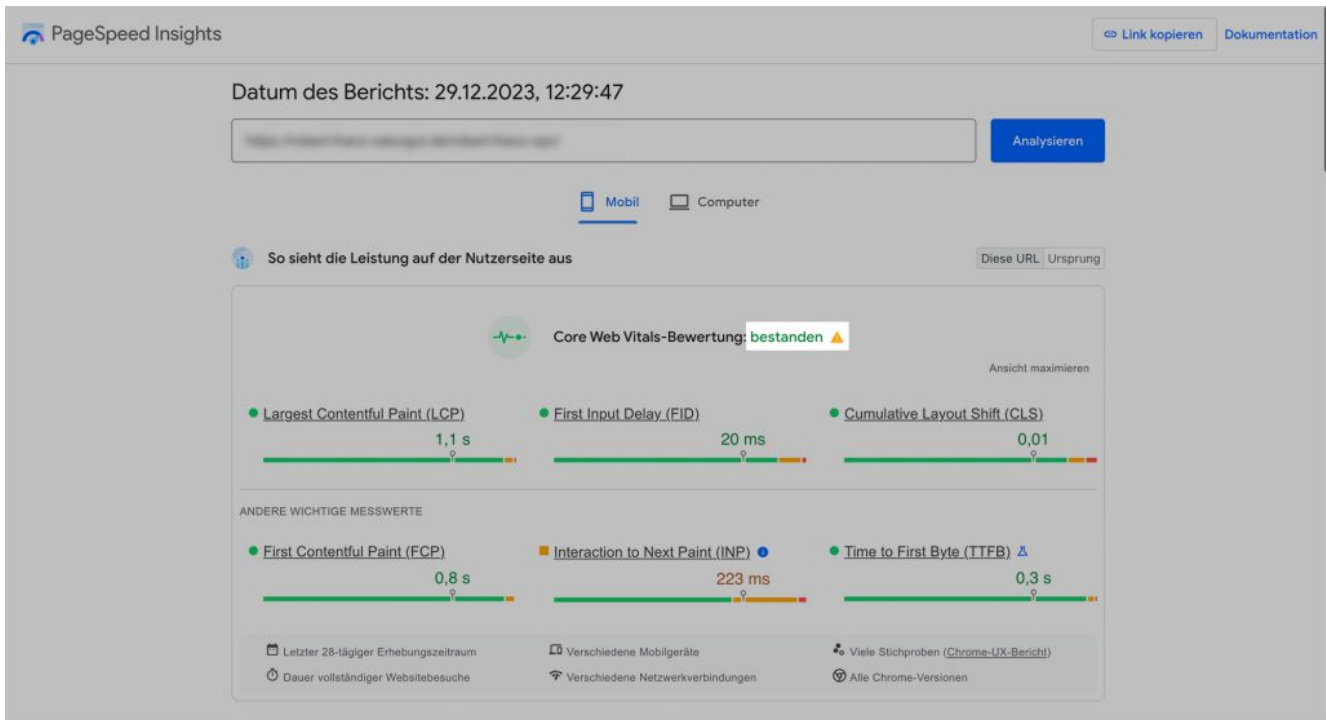 PageSpeed Insights
Link kopieren Dokumentation
Datum des Berichts: 29.12.2023, 12:29:47
Analysieren
Mobil Computer
So sieht die Leistung auf der Nutzerseite aus
Diese URL Ursprung
Core Web Vitals-Bewertung: bestanden
Ansicht maximieren
Largest Contentful Paint (LCP) First Input Delay (FID) Cumulative Layout Shift (CLS)
1,1 s 20 ms 0,01
ANDERE WICHTIGE MESSWERTE
First Contentful Paint (FCP) Interaction to Next Paint (INP) Time to First Byte (TTFB)
0,8 s 223 ms 0,3 s
Letzter 28-tägiger Erhebungszeitraum Verschiedene Mobilgeräte Viele Stichproben (Chrome-UX-Bericht)
Dauer vollständiger Websitebesuche Verschiedene Netzwerkverbindungen Alle Chrome-Versionen